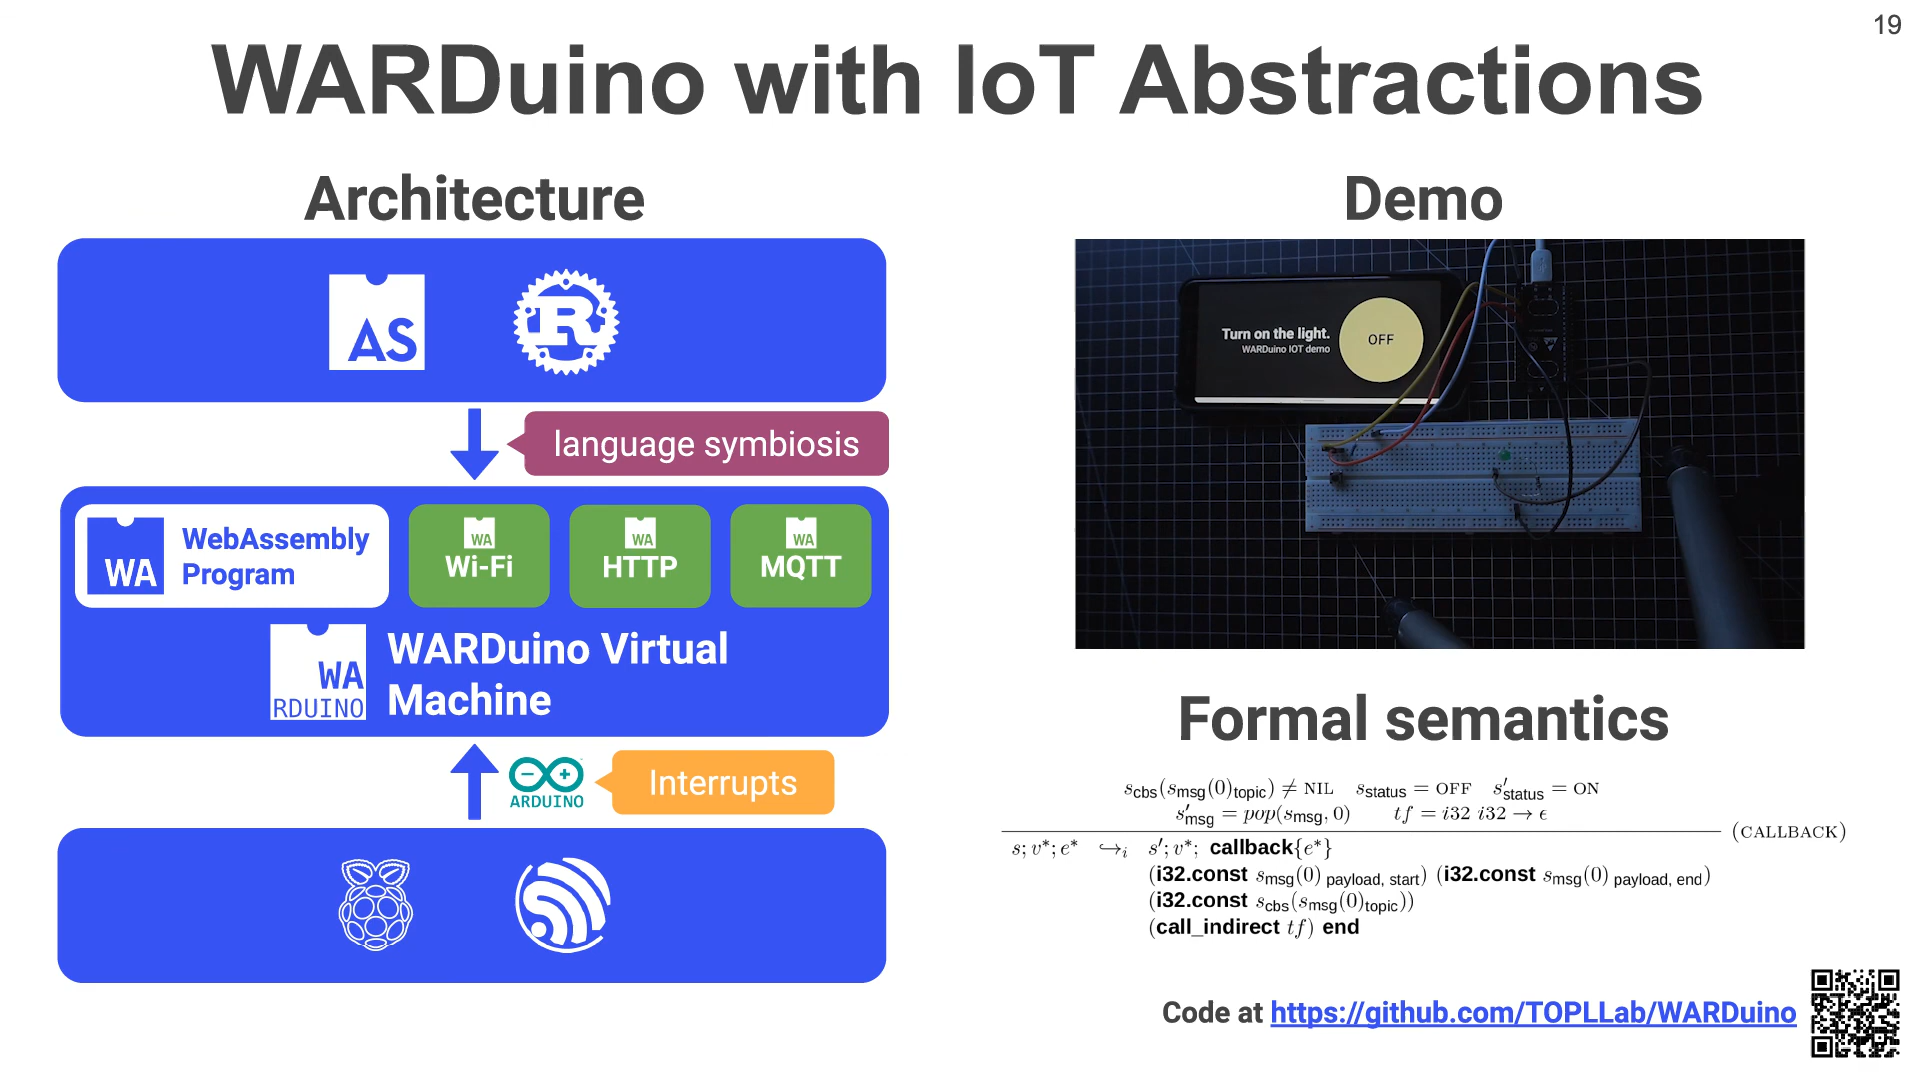 19
WARDuino with IoT Abstractions
Architecture
AS
R
language symbiosis
WA
WebAssembly
Program
WA
Wi-Fi
WA
HTTP
WA
MQTT
WA
RDUINO
WARDuino Virtual
Machine
ARDUINO
Interrupts
Demo
Turn on the light.
WARDuino IOT demo
OFF
Formal semantics
s_cbs(s_msg(0)_topic) ≠ NIL s_status = OFF s′_status = ON
s′_msg = pop(s_msg, 0) tf = i32 i32 → ϵ
(CALLBACK)
s; v*; e* ↪_i s′; v*; callback{e*}
(i32.const s_msg(0) payload, start) (i32.const s_msg(0) payload, end)
(i32.const s_cbs(s_msg(0)_topic))
(call_indirect tf) end
Code at https://github.com/TOPLLab/WARDuino